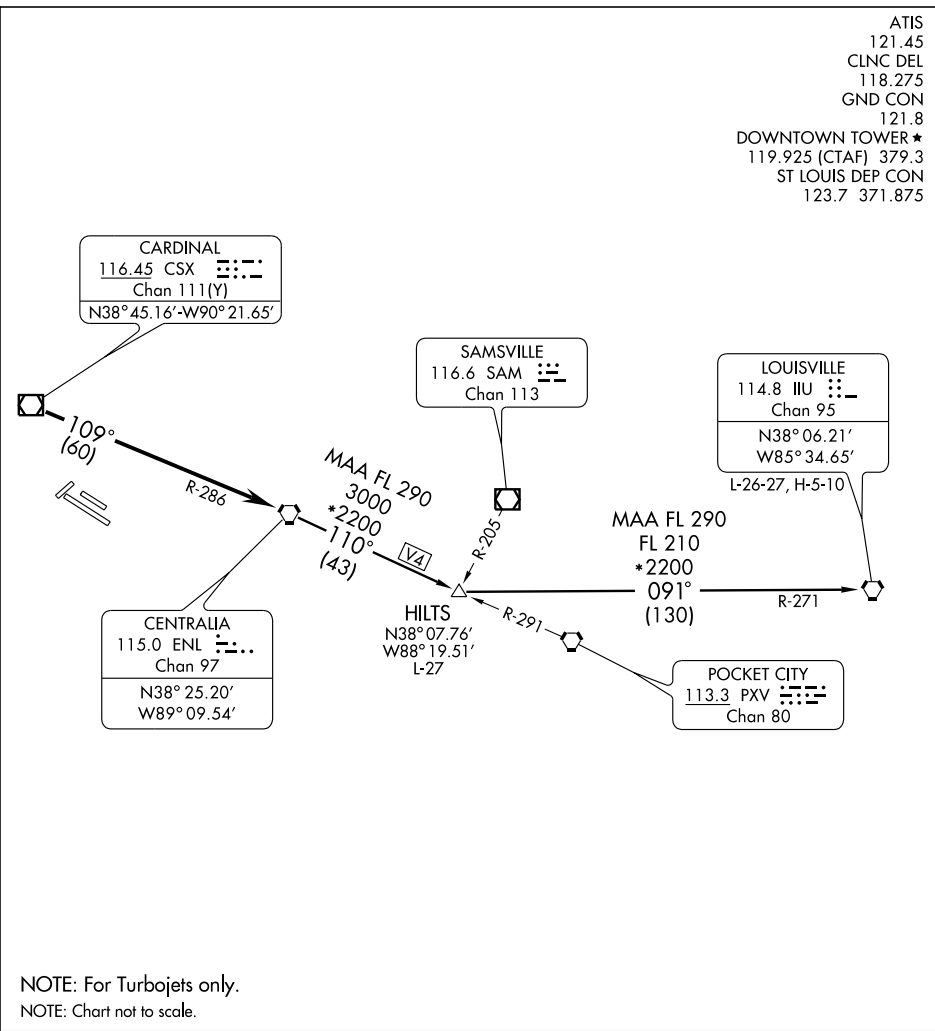 ATIS
121.45
CLNC DEL
118.275
GND CON
121.8
DOWNTOWN TOWER ★
119.925 (CTAF) 379.3
ST LOUIS DEP CON
123.7 371.875
CARDINAL
116.45 CSX
Chan 111(Y)
N38°45.16'-W90°21.65'
SAMSVILLE
116.6 SAM
Chan 113
LOUISVILLE
114.8 IIU
Chan 95
N38°06.21'
W85°34.65'
L-26-27, H-5-10
109°
(60)
R-286
MAA FL 290
3000
*2200
110°
(43)
V4
R-205
MAA FL 290
FL 210
*2200
091°
(130)
R-271
HILTS
N38°07.76'
W88°19.51'
L-27
R-291
CENTRALIA
115.0 ENL
Chan 97
N38°25.20'
W89°09.54'
POCKET CITY
113.3 PXV
Chan 80
NOTE: For Turbojets only.
NOTE: Chart not to scale.